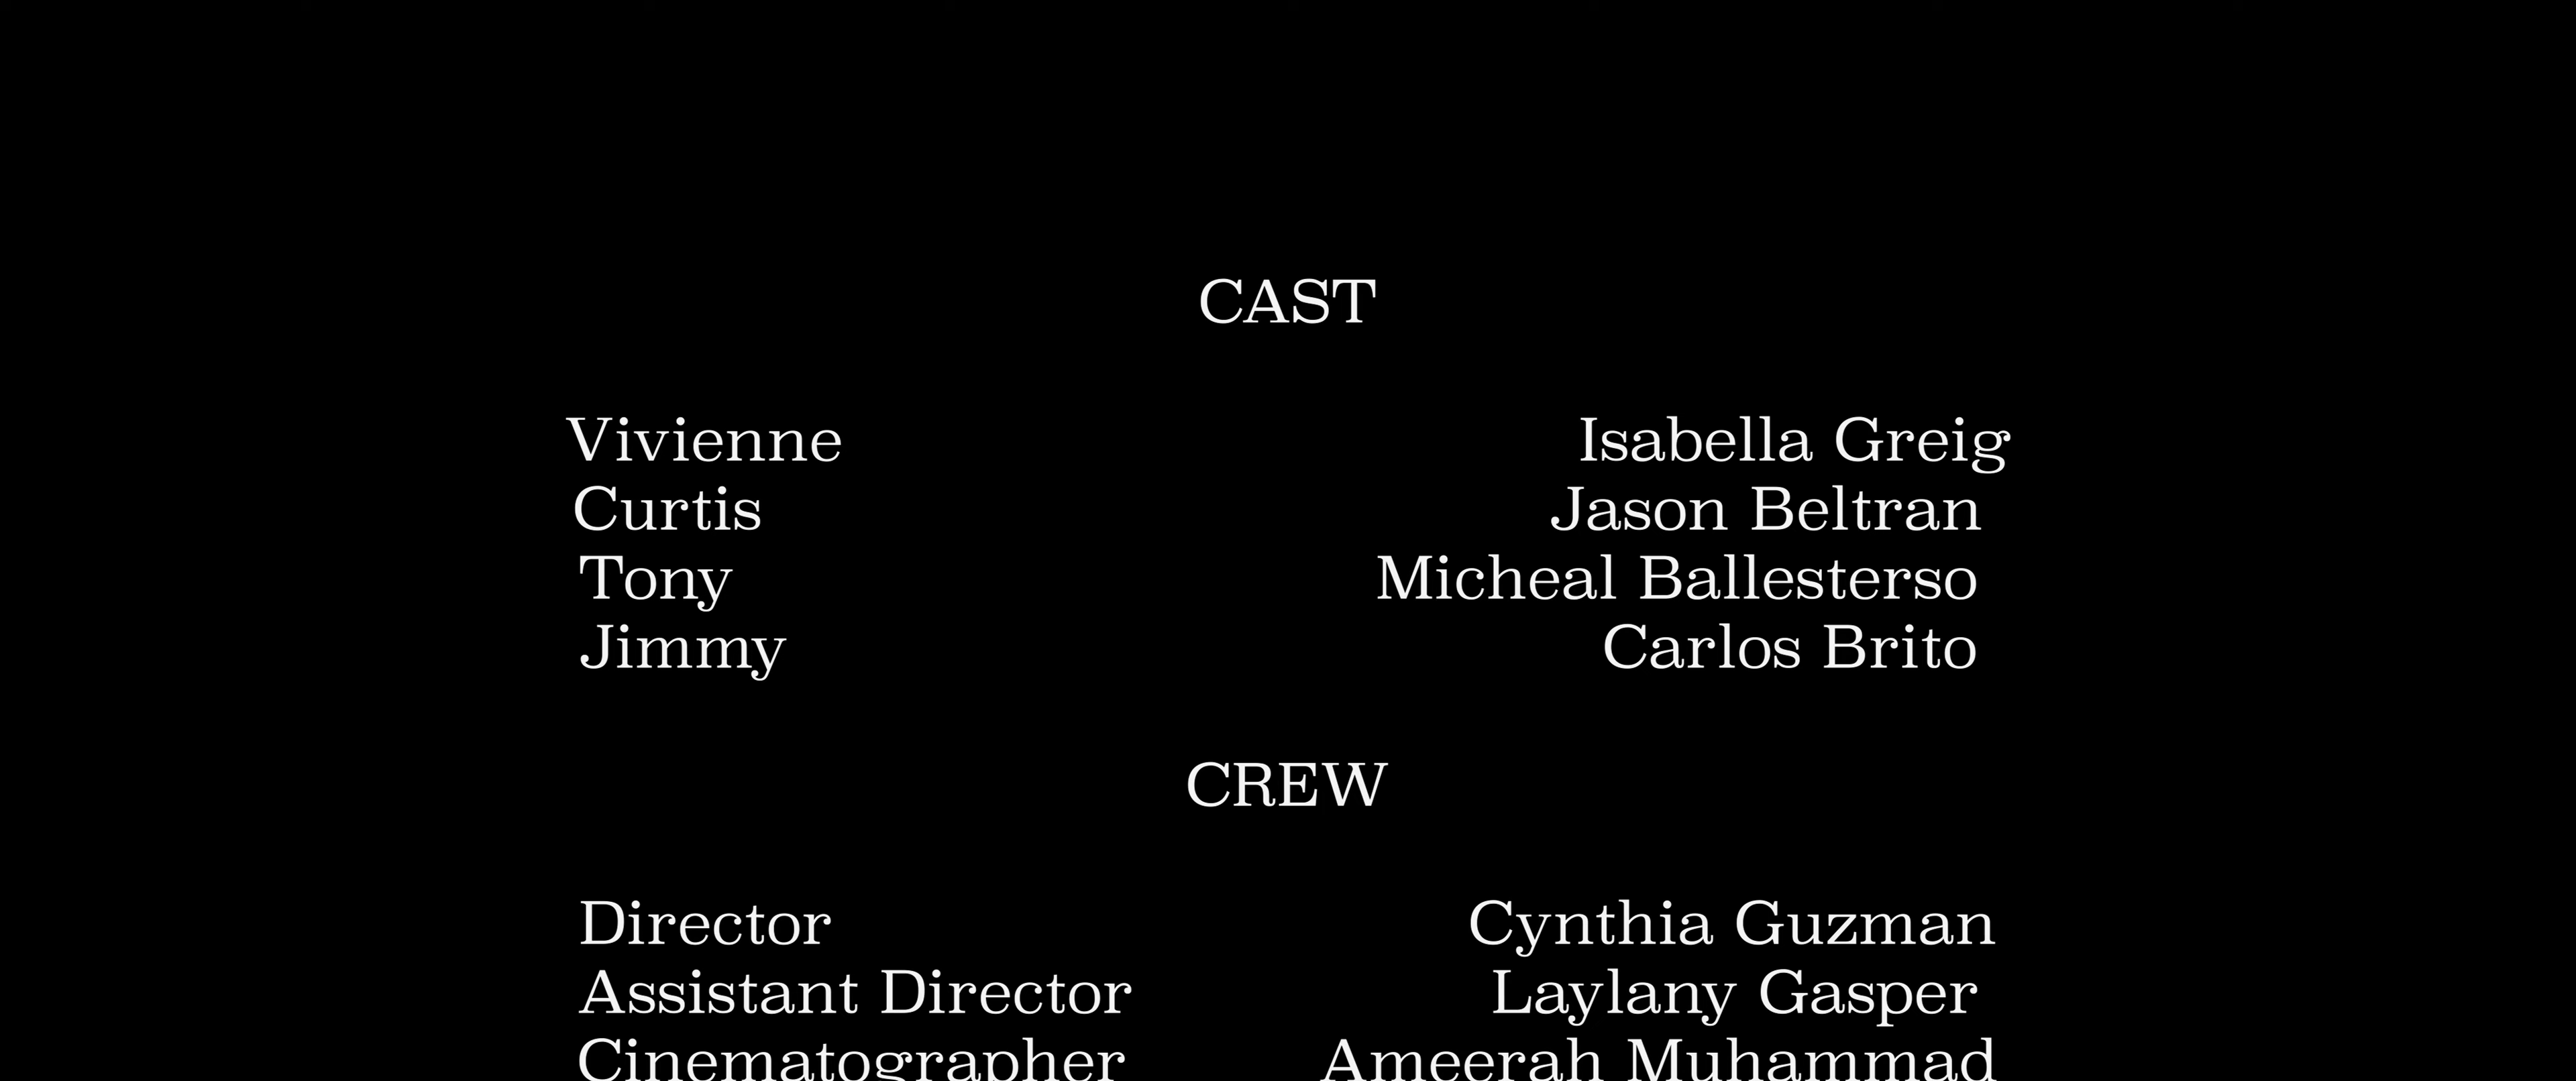 CAST
Vivienne Isabella Greig
Curtis Jason Beltran
Tony Micheal Ballesterso
Jimmy Carlos Brito
CREW
Director Cynthia Guzman
Assistant Director Laylany Gasper
Cinematographer Ameerah Muhammad